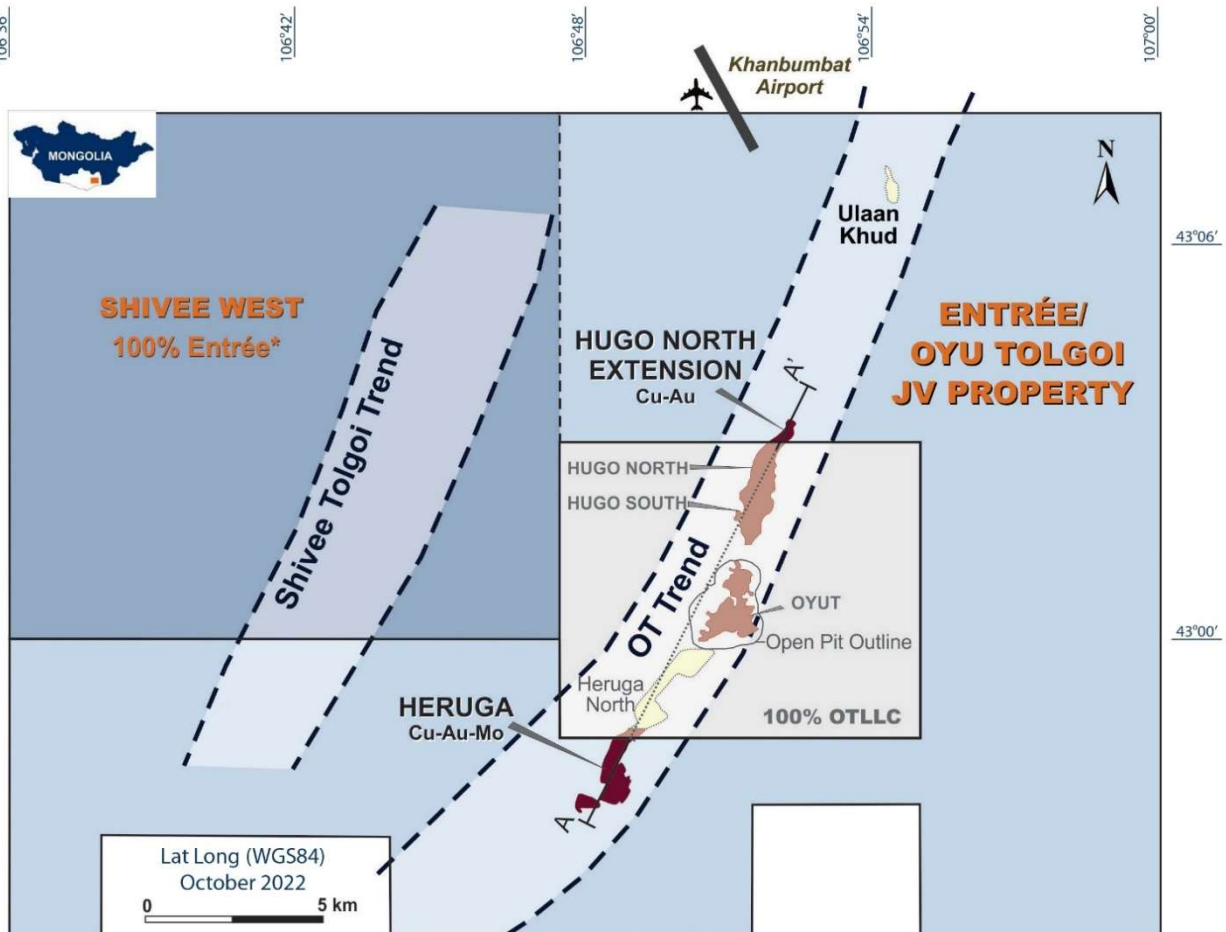 106°36'
106°42'
106°48'
106°54'
107°00'
Khanbumbat
Airport
MONGOLIA
N
Ulaan
Khud
43°06'
SHIVEE WEST
100% Entrée*
ENTRÉE/
OYU TOLGOI
JV PROPERTY
HUGO NORTH
EXTENSION
Cu-Au
A'
Shivee Tolgoi Trend
HUGO NORTH
HUGO SOUTH
OT Trend
OYUT
Open Pit Outline
43°00'
Heruga
North
HERUGA
Cu-Au-Mo
100% OTLLC
A
Lat Long (WGS84)
October 2022
0 5 km